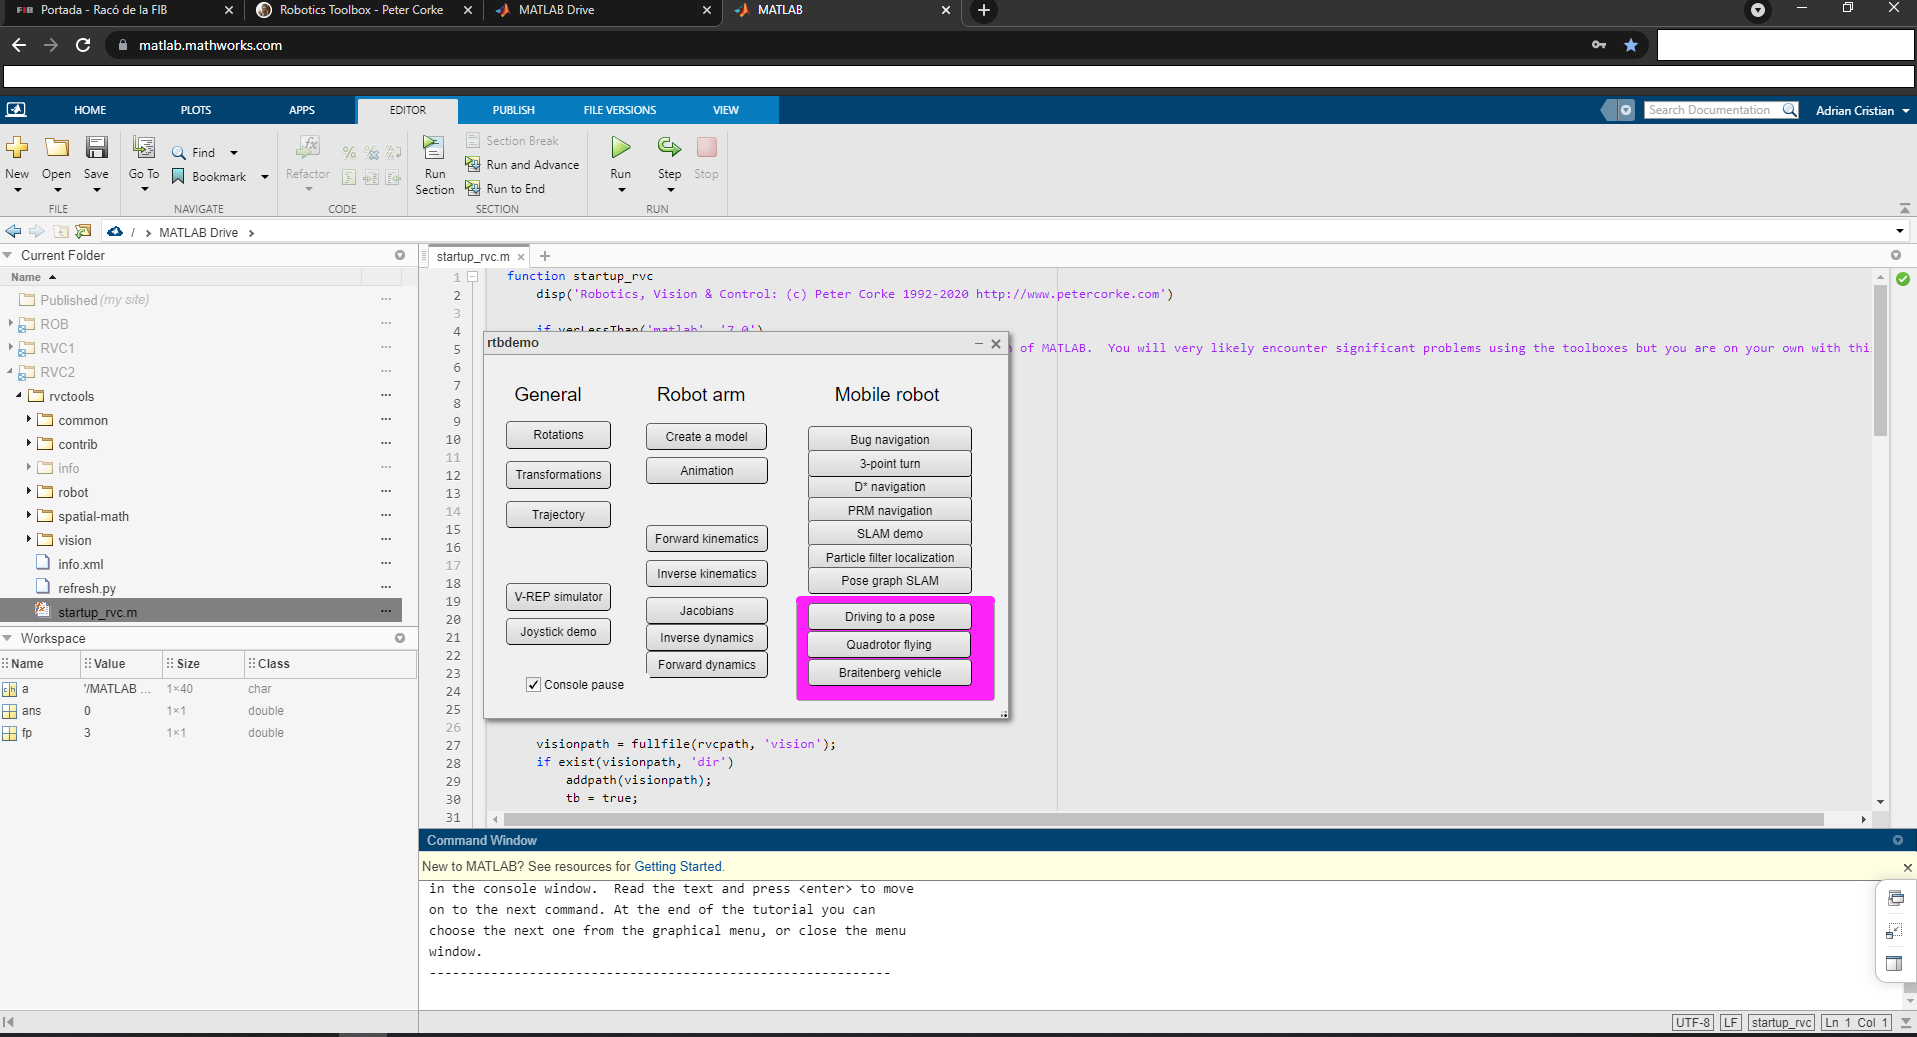 Portada - Racó de la FIB
Robotics Toolbox - Peter Corke
MATLAB Drive
MATLAB
matlab.mathworks.com
HOME PLOTS APPS EDITOR PUBLISH FILE VERSIONS VIEW
Search Documentation
Adrian Cristian
New Open Save
FILE
Go To Find Bookmark
NAVIGATE
Refactor
CODE
Run Section
Section Break
Run and Advance
Run to End
SECTION
Run Step Stop
RUN
/ MATLAB Drive
Current Folder
Name
Published (my site)
ROB
RVC1
RVC2
rvctools
common
contrib
info
robot
spatial-math
vision
info.xml
refresh.py
startup_rvc.m
Workspace
Name Value Size Class
a '/MATLAB ... 1×40 char
ans 0 1×1 double
fp 3 1×1 double
startup_rvc.m
1 function startup_rvc
2 disp('Robotics, Vision & Control: (c) Peter Corke 1992-2020 http://www.petercorke.com')
3
4 if verLessThan('matlab', '7.0')
5 of MATLAB. You will very likely encounter significant problems using the toolboxes but you are on your own with thi
6
7
8
9
10
11
12
13
14
15
16
17
18
19
20
21
22
23
24
25
26
27 visionpath = fullfile(rvcpath, 'vision');
28 if exist(visionpath, 'dir')
29 addpath(visionpath);
30 tb = true;
31
rtbdemo
General
Rotations
Transformations
Trajectory
V-REP simulator
Joystick demo
Console pause
Robot arm
Create a model
Animation
Forward kinematics
Inverse kinematics
Jacobians
Inverse dynamics
Forward dynamics
Mobile robot
Bug navigation
3-point turn
D* navigation
PRM navigation
SLAM demo
Particle filter localization
Pose graph SLAM
Driving to a pose
Quadrotor flying
Braitenberg vehicle
Command Window
New to MATLAB? See resources for Getting Started.
in the console window. Read the text and press <enter> to move
on to the next command. At the end of the tutorial you can
choose the next one from the graphical menu, or close the menu
window.
------------------------------------------------------------
UTF-8 LF startup_rvc Ln 1 Col 1